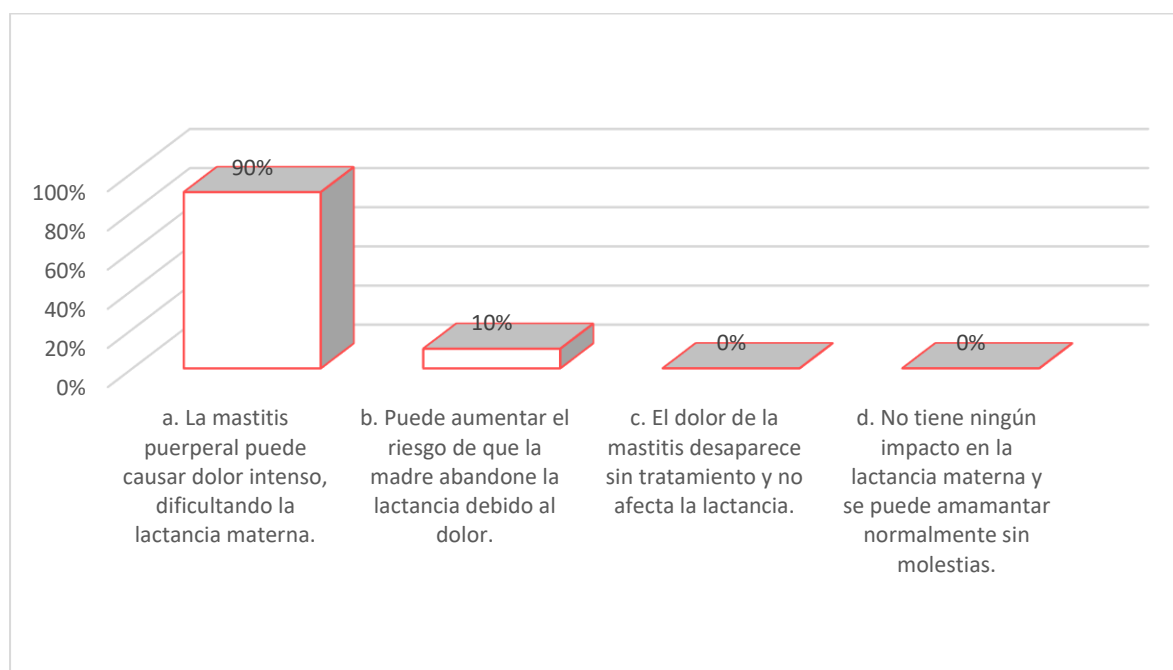 90%
100%
80%
10%
60%
40%
0%
0%
20%
0%
a. La mastitis
puerperal puede
causar dolor intenso,
dificultando la
lactancia materna.
b. Puede aumentar el
riesgo de que la
madre abandone la
lactancia debido al
dolor.
c. El dolor de la
mastitis desaparece
sin tratamiento y no
afecta la lactancia.
d. No tiene ningún
impacto en la
lactancia materna y
se puede amamantar
normalmente sin
molestias.